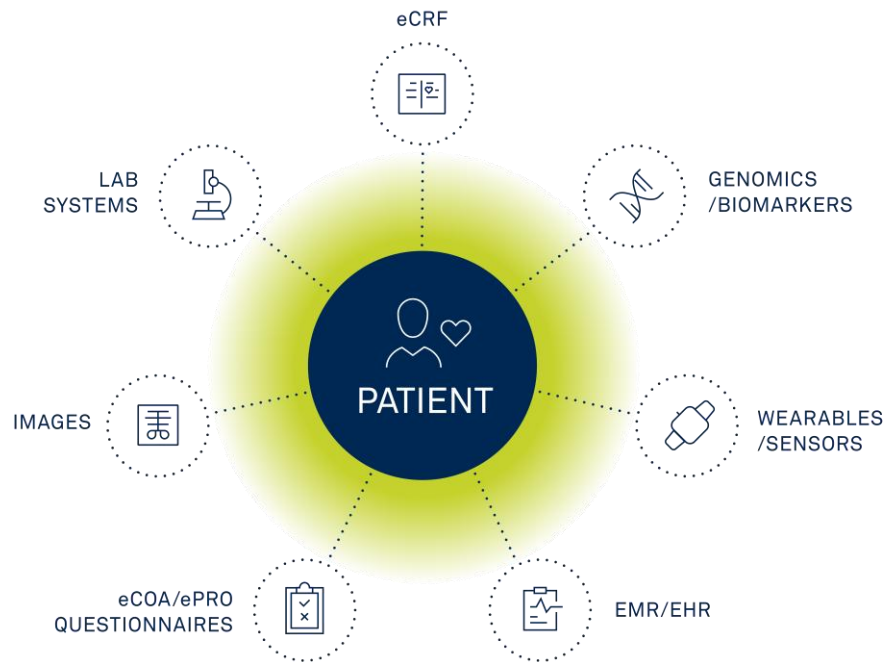 eCRF
LAB
SYSTEMS
GENOMICS
/BIOMARKERS
PATIENT
IMAGES
WEARABLES
/SENSORS
eCOA/ePRO
QUESTIONNAIRES
EMR/EHR